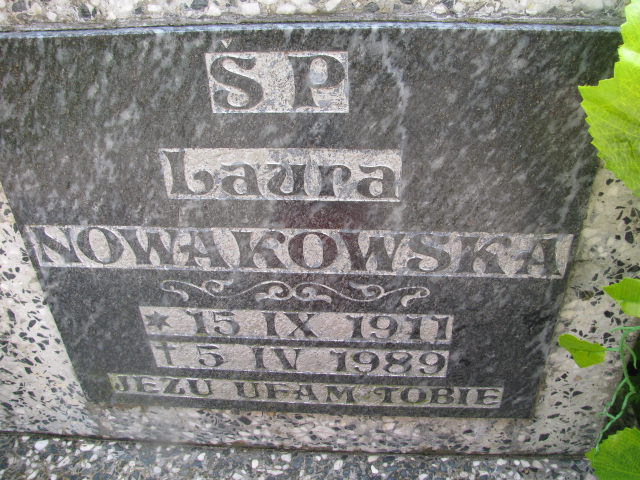 ŚP
Laura
NOWAKOWSKA
* 15 IX 1911
† 5 IV 1989
JEZU UFAM TOBIE